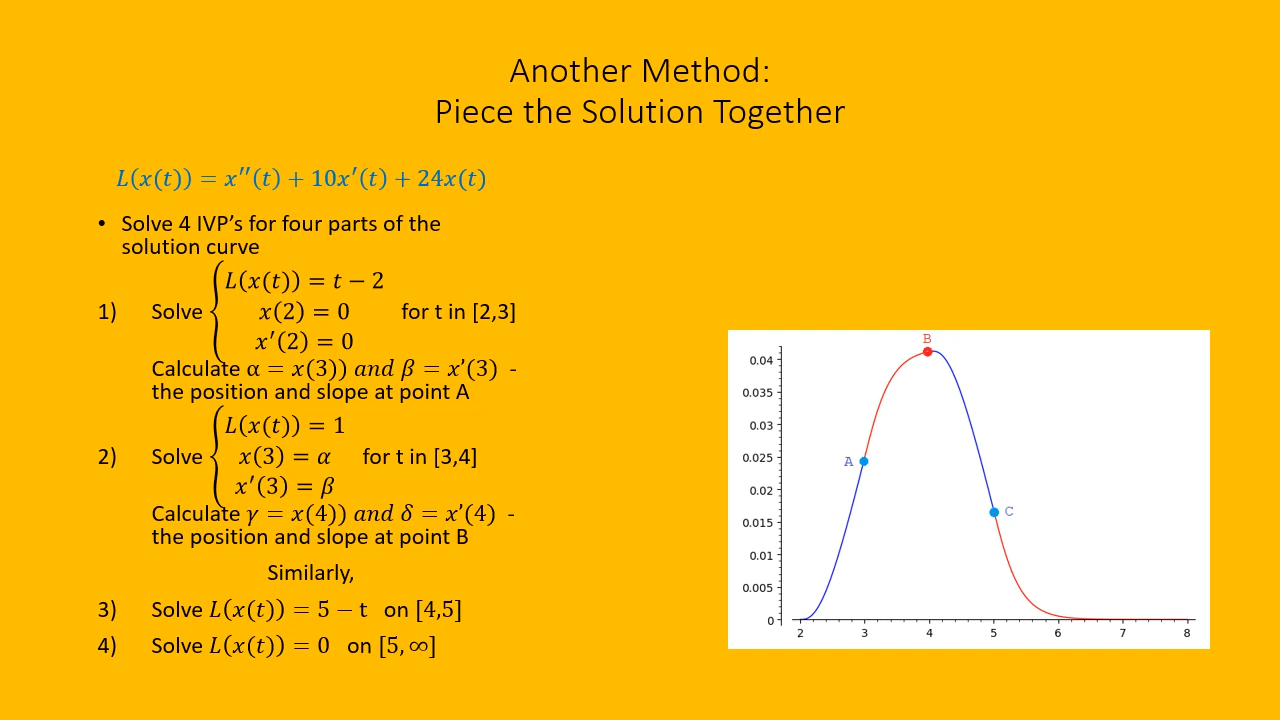 Another Method:
Piece the Solution Together
L(x(t)) = x′′(t) + 10x′(t) + 24x(t)
• Solve 4 IVP's for four parts of the
solution curve
L(x(t)) = t − 2
1) Solve { x(2) = 0 for t in [2,3]
x′(2) = 0
Calculate α = x(3)) and β = x’(3) -
the position and slope at point A
L(x(t)) = 1
2) Solve { x(3) = α for t in [3,4]
x′(3) = β
Calculate γ = x(4)) and δ = x’(4) -
the position and slope at point B
Similarly,
3) Solve L(x(t)) = 5 − t on [4,5]
4) Solve L(x(t)) = 0 on [5, ∞]
B
0.04
0.035
0.03
0.025
A
0.02
0.015
C
0.01
0.005
0
2 3 4 5 6 7 8